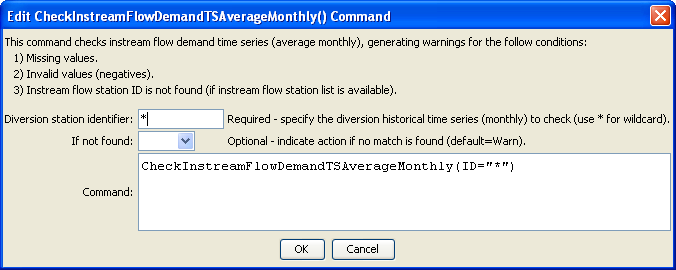 Edit CheckInstreamFlowDemandTSAverageMonthly() Command
This command checks instream flow demand time series (average monthly), generating warnings for the follow conditions:
1) Missing values.
2) Invalid values (negatives).
3) Instream flow station ID is not found (if instream flow station list is available).
Diversion station identifier: * Required - specify the diversion historical time series (monthly) to check (use * for wildcard).
If not found: Optional - indicate action if no match is found (default=Warn).
CheckInstreamFlowDemandTSAverageMonthly(ID="*")
Command:
OK Cancel